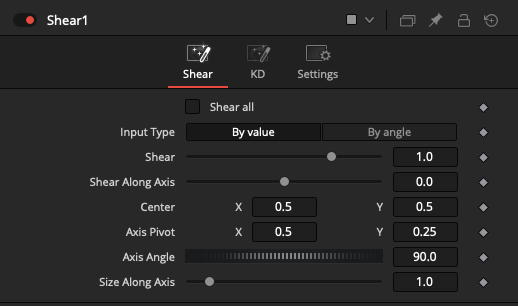 Shear1
Shear KD Settings
Shear all
Input Type By value By angle
Shear 1.0
Shear Along Axis 0.0
Center X 0.5 Y 0.5
Axis Pivot X 0.5 Y 0.25
Axis Angle 90.0
Size Along Axis 1.0